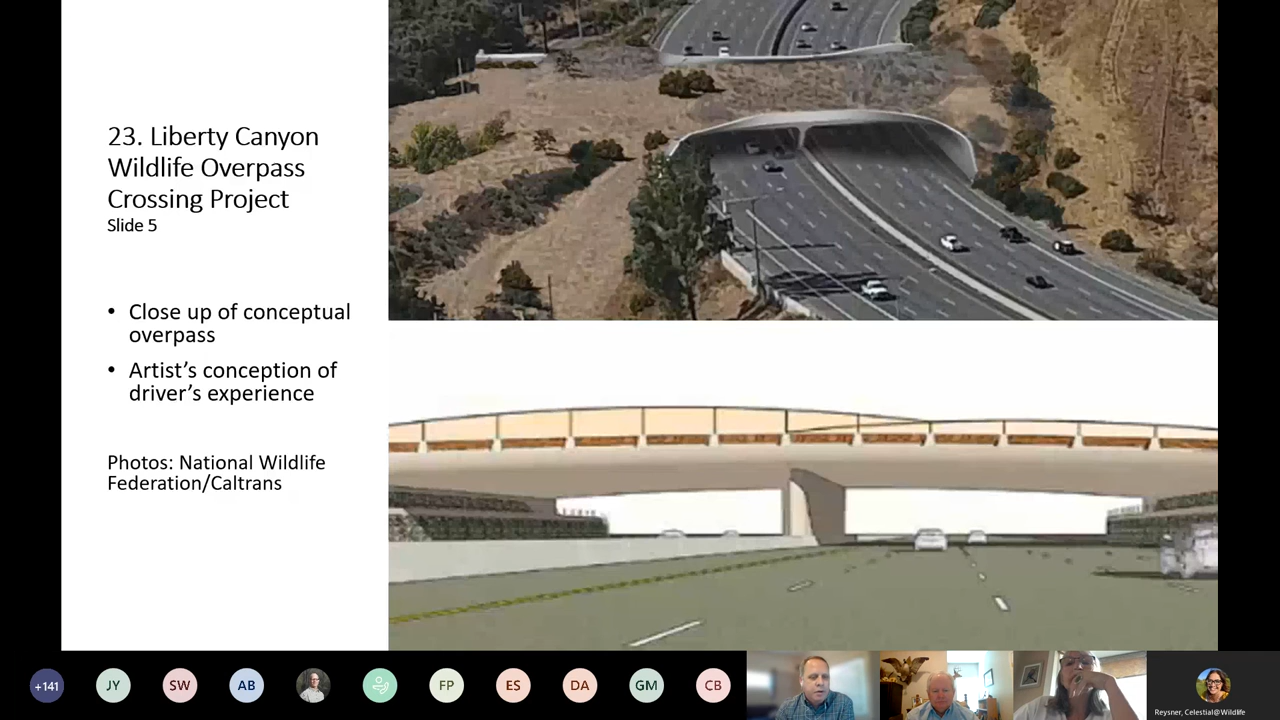 23. Liberty Canyon
Wildlife Overpass
Crossing Project
Slide 5
• Close up of conceptual
overpass
• Artist’s conception of
driver’s experience
Photos: National Wildlife
Federation/Caltrans
+141
JY
SW
AB
FP
ES
DA
GM
CB
Reysner, Celestial@Wildlife